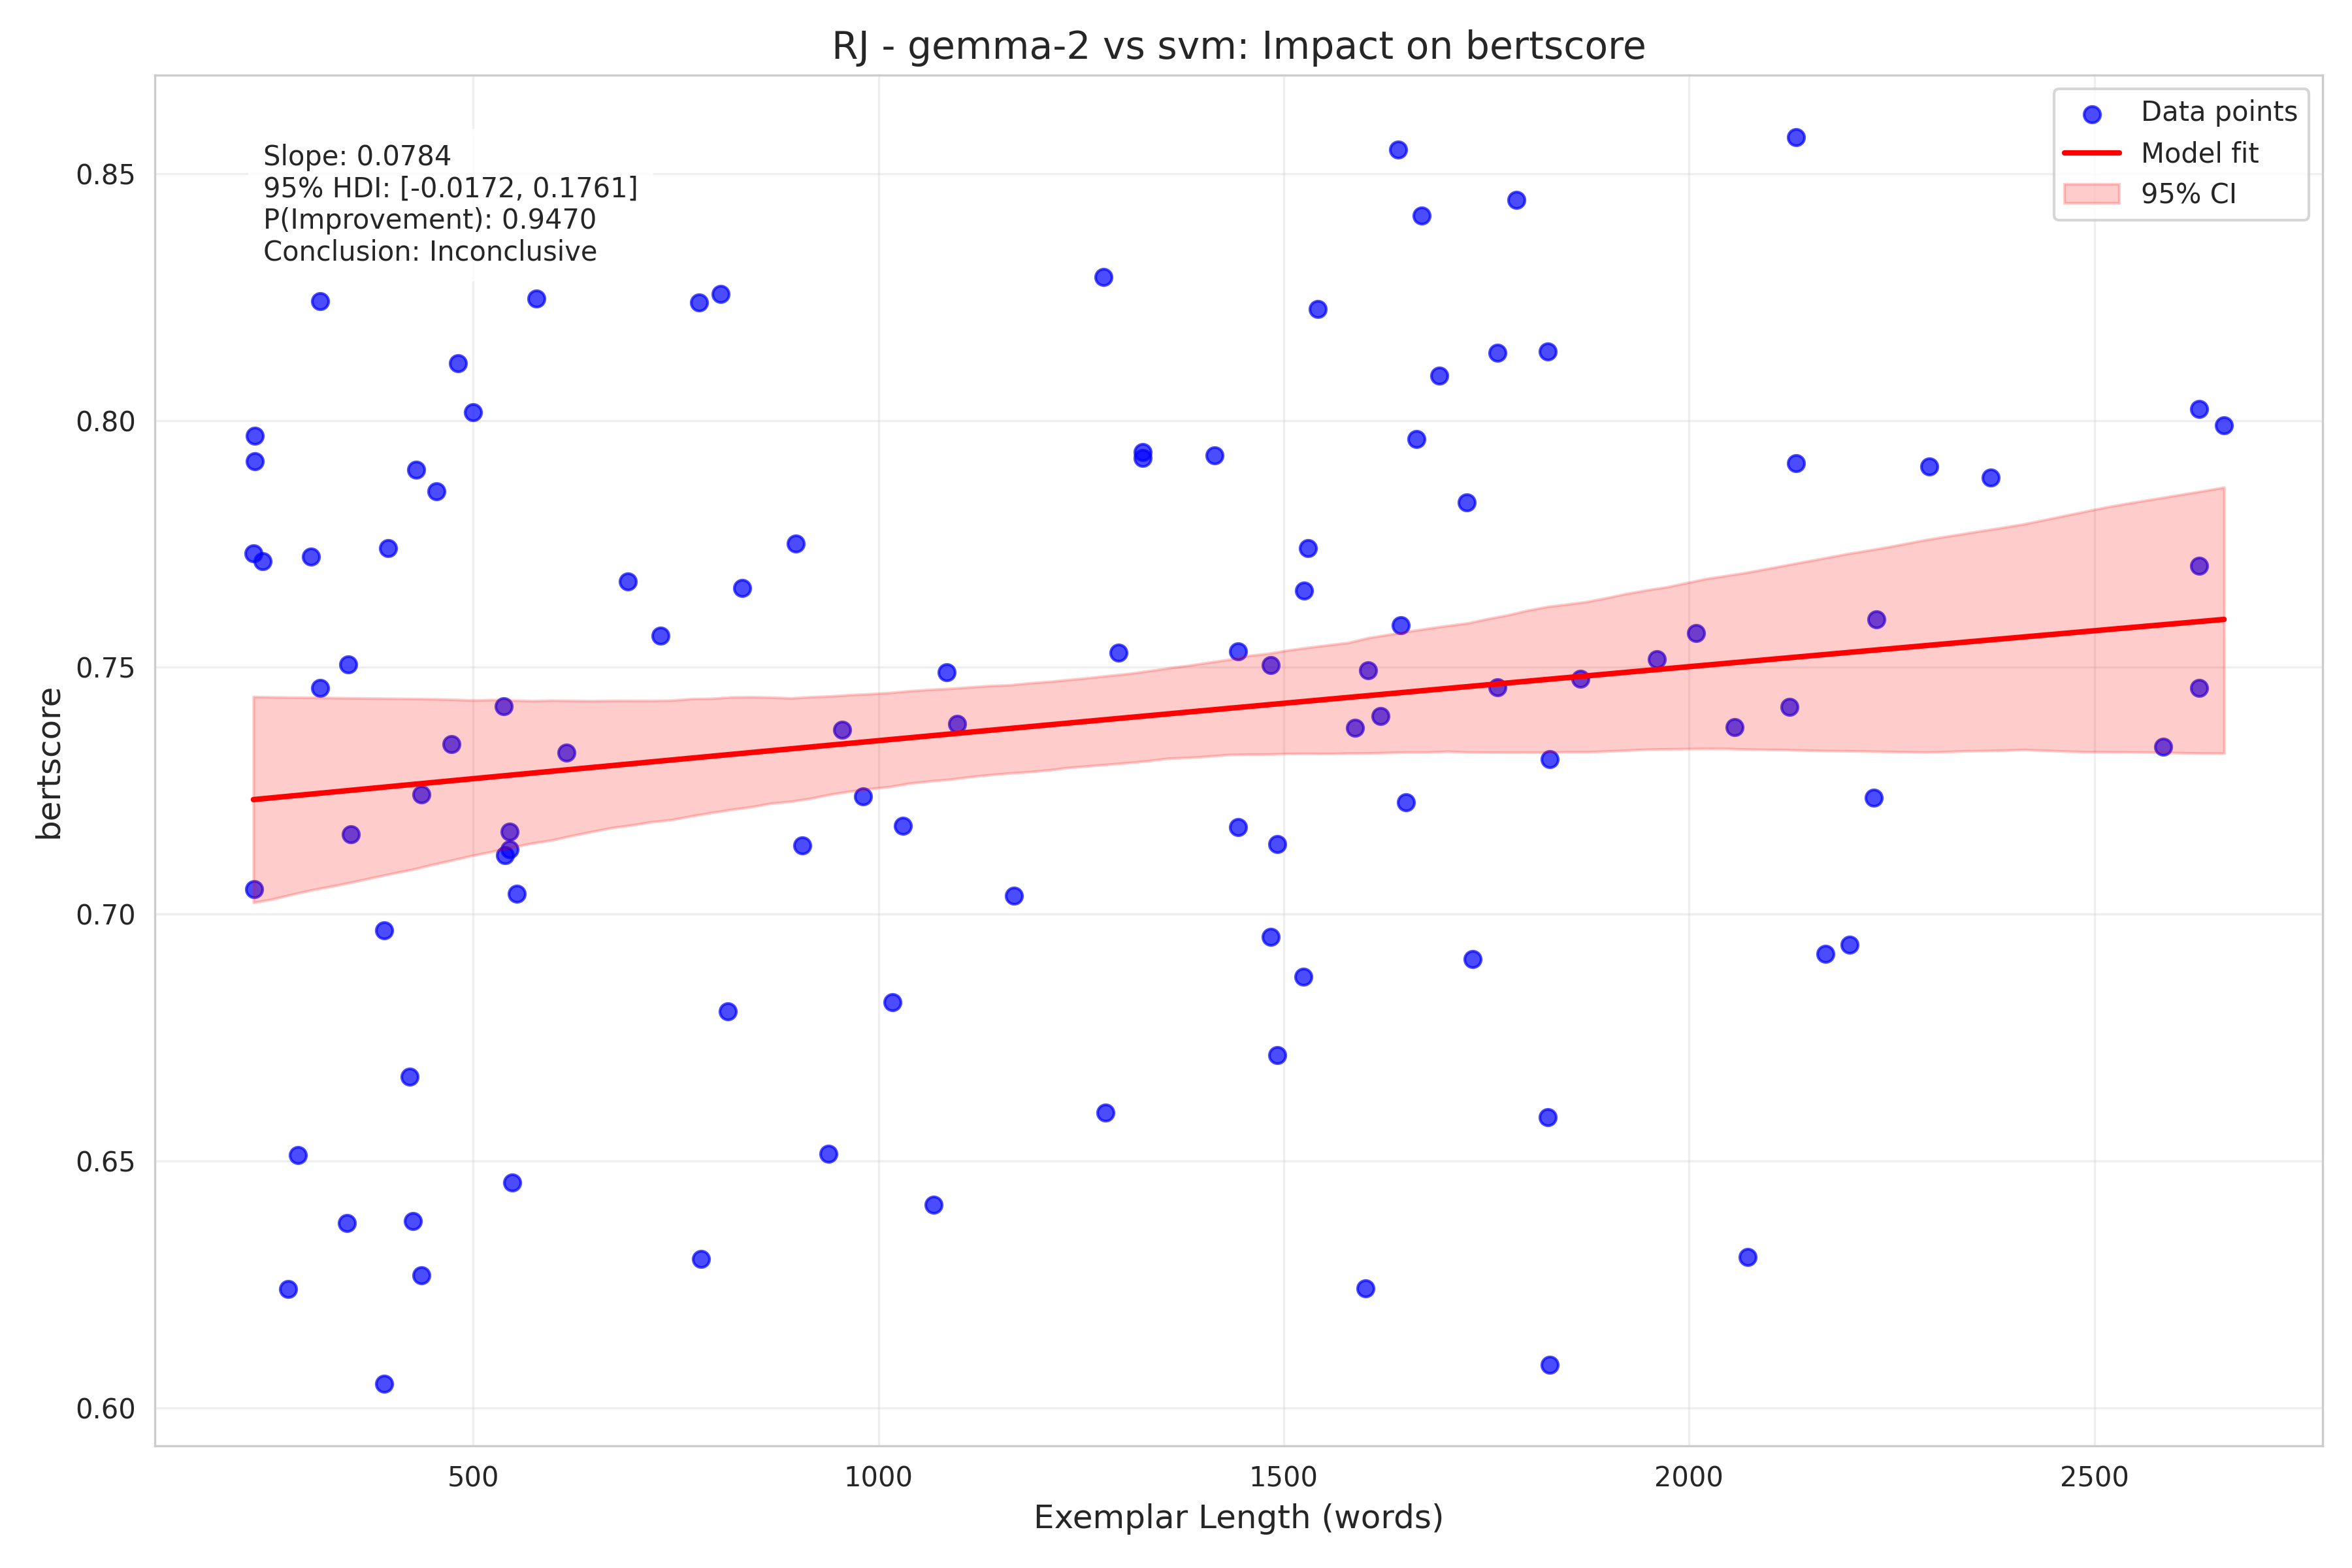 RJ - gemma-2 vs svm: Impact on bertscore
Slope: 0.0784
95% HDI: [-0.0172, 0.1761]
P(Improvement): 0.9470
Conclusion: Inconclusive
Data points
Model fit
95% CI
bertscore
0.85
0.80
0.75
0.70
0.65
0.60
500 1000 1500 2000 2500
Exemplar Length (words)